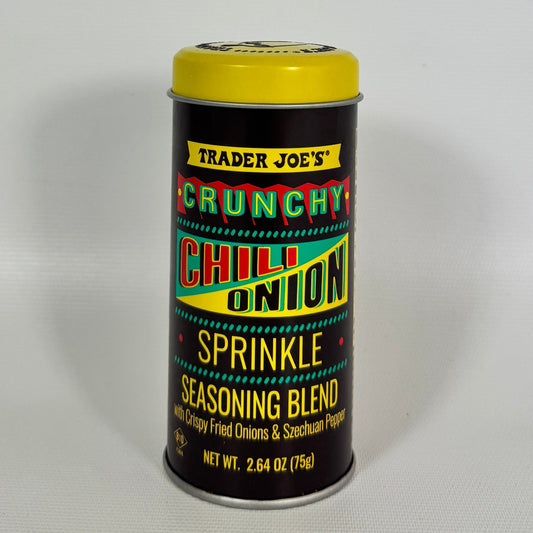 TRADER JOE'S®
CRUNCHY
CHILI
ONION
SPRINKLE
SEASONING BLEND
with Crispy Fried Onions & Szechuan Pepper
NET WT. 2.64 OZ (75g)